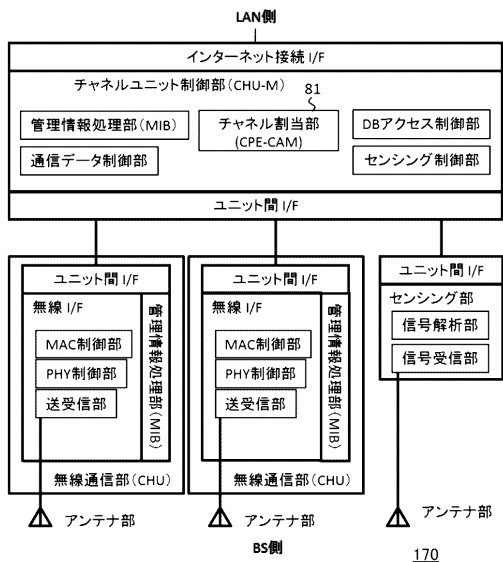 LAN側
インターネット接続 I/F
チャネルユニット制御部(CHU-M)
81
管理情報処理部(MIB)
チャネル割当部
(CPE-CAM)
DBアクセス制御部
通信データ制御部
センシング制御部
ユニット間 I/F
ユニット間 I/F
無線 I/F
管理情報処理部(MIB)
MAC制御部
PHY制御部
送受信部
無線通信部(CHU)
アンテナ部
ユニット間 I/F
無線 I/F
管理情報処理部(MIB)
MAC制御部
PHY制御部
送受信部
無線通信部(CHU)
アンテナ部
ユニット間 I/F
センシング部
信号解析部
信号受信部
アンテナ部
BS側
170